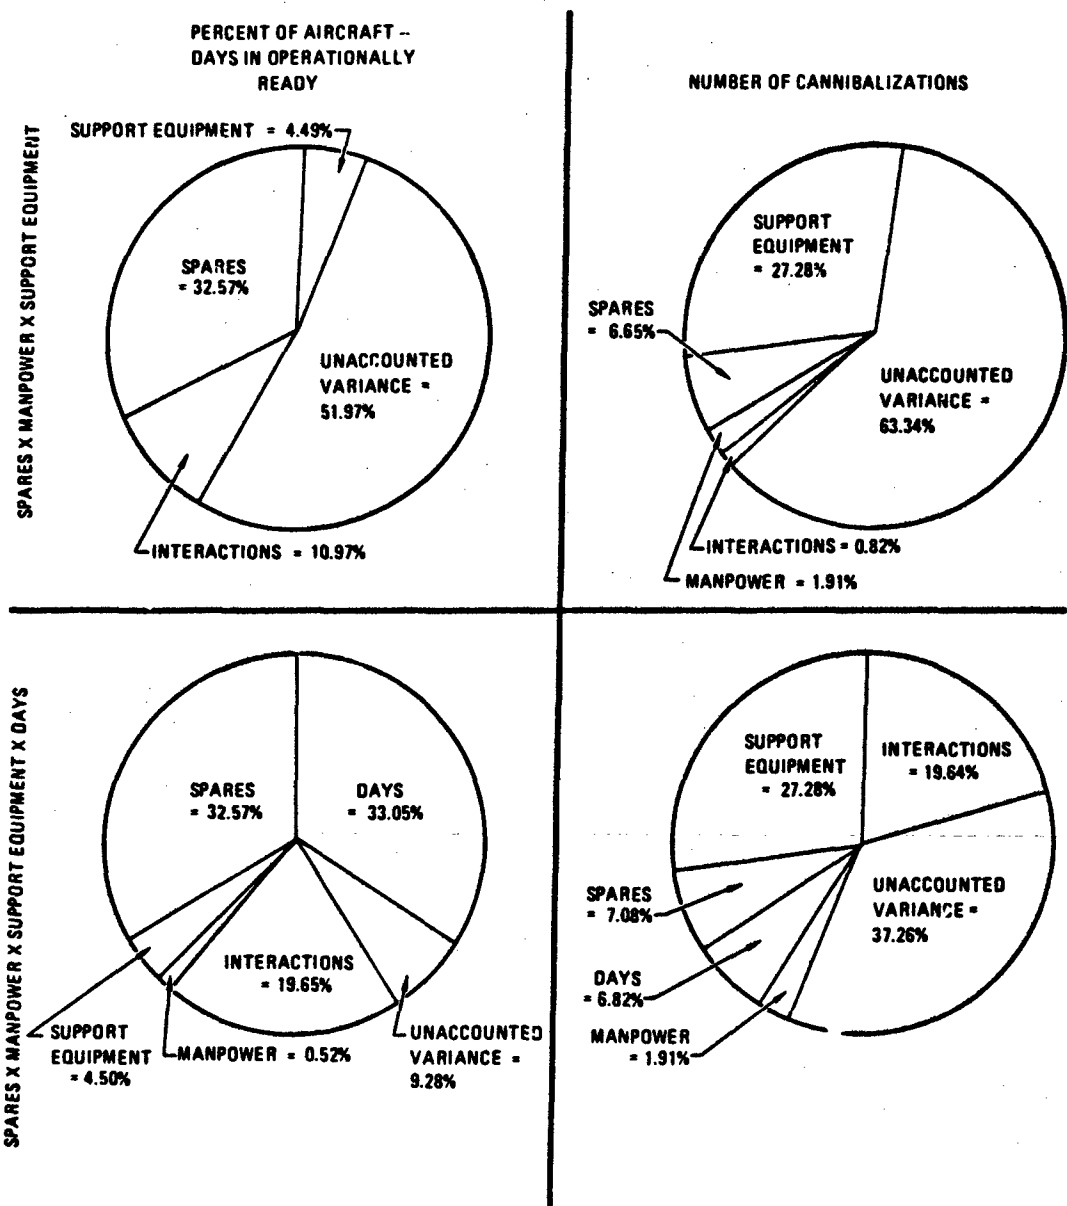 PERCENT OF AIRCRAFT –
DAYS IN OPERATIONALLY
READY
NUMBER OF CANNIBALIZATIONS
SPARES X MANPOWER X SUPPORT EQUIPMENT
SUPPORT EQUIPMENT = 4.49%
SPARES
= 32.57%
UNACCOUNTED
VARIANCE =
51.97%
INTERACTIONS = 10.97%
SUPPORT
EQUIPMENT
= 27.28%
SPARES
= 6.65%
UNACCOUNTED
VARIANCE =
63.34%
INTERACTIONS = 0.82%
MANPOWER = 1.91%
SPARES X MANPOWER X SUPPORT EQUIPMENT X DAYS
SPARES
= 32.57%
DAYS
= 33.05%
INTERACTIONS
= 19.65%
SUPPORT
EQUIPMENT
= 4.50%
MANPOWER = 0.52%
UNACCOUNTED
VARIANCE =
9.28%
SUPPORT
EQUIPMENT
= 27.28%
INTERACTIONS
= 19.64%
SPARES
= 7.08%
UNACCOUNTED
VARIANCE =
37.26%
DAYS
= 6.82%
MANPOWER
= 1.91%